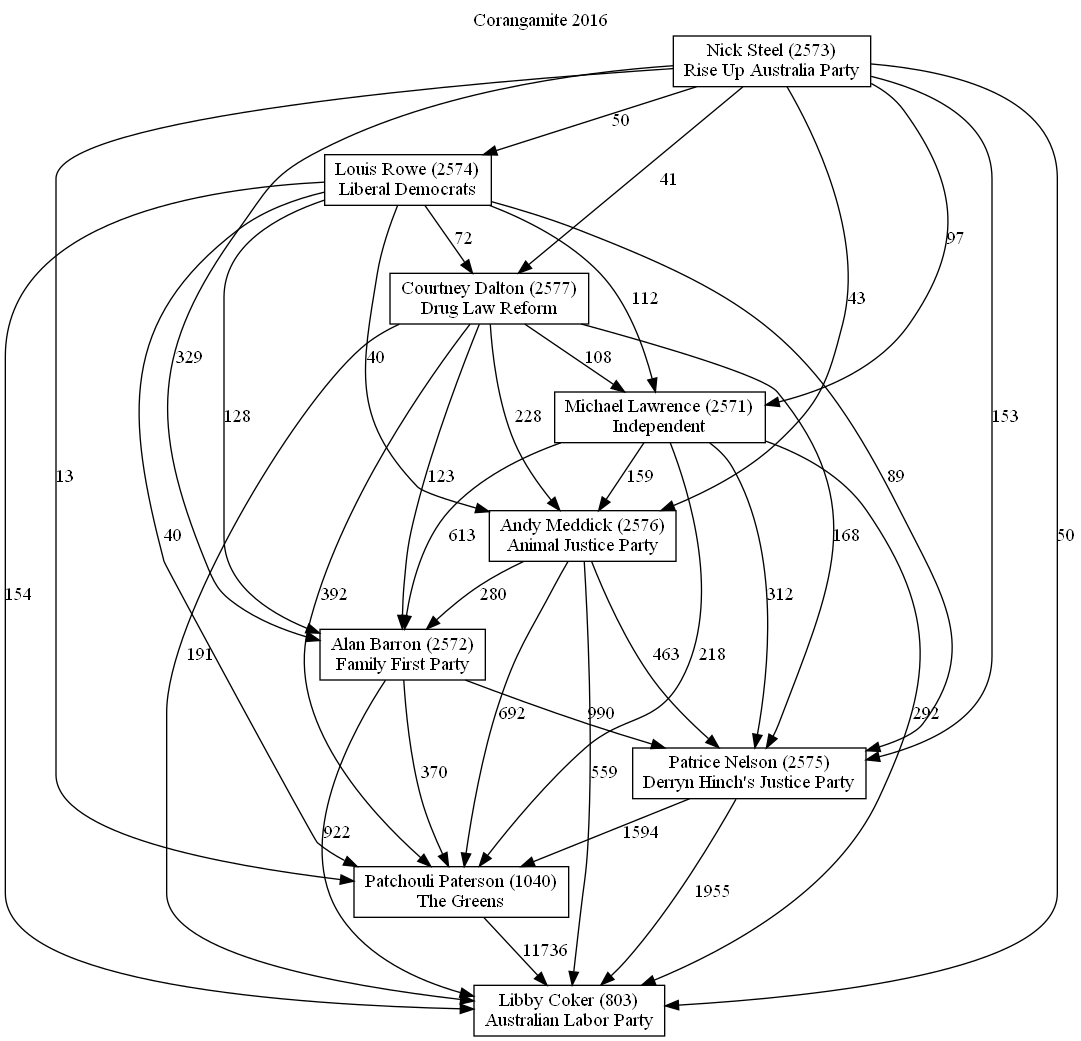 Corangamite 2016
Nick Steel (2573)
Rise Up Australia Party
50
Louis Rowe (2574)
Liberal Democrats
41
72
97
Courtney Dalton (2577)
Drug Law Reform
112
43
329
40
108
128
Michael Lawrence (2571)
Independent
228
153
13
123
159
89
Andy Meddick (2576)
Animal Justice Party
40
613
168
50
154
392
280
312
Alan Barron (2572)
Family First Party
191
463
218
692
990
292
Patrice Nelson (2575)
Derryn Hinch's Justice Party
370
559
922
1594
Patchouli Paterson (1040)
The Greens
1955
11736
Libby Coker (803)
Australian Labor Party